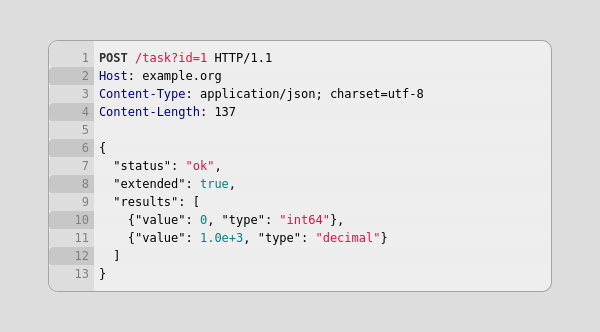 1 POST /task?id=1 HTTP/1.1
2 Host: example.org
3 Content-Type: application/json; charset=utf-8
4 Content-Length: 137
5
6 {
7   "status": "ok",
8   "extended": true,
9   "results": [
10     {"value": 0, "type": "int64"},
11     {"value": 1.0e+3, "type": "decimal"}
12   ]
13 }